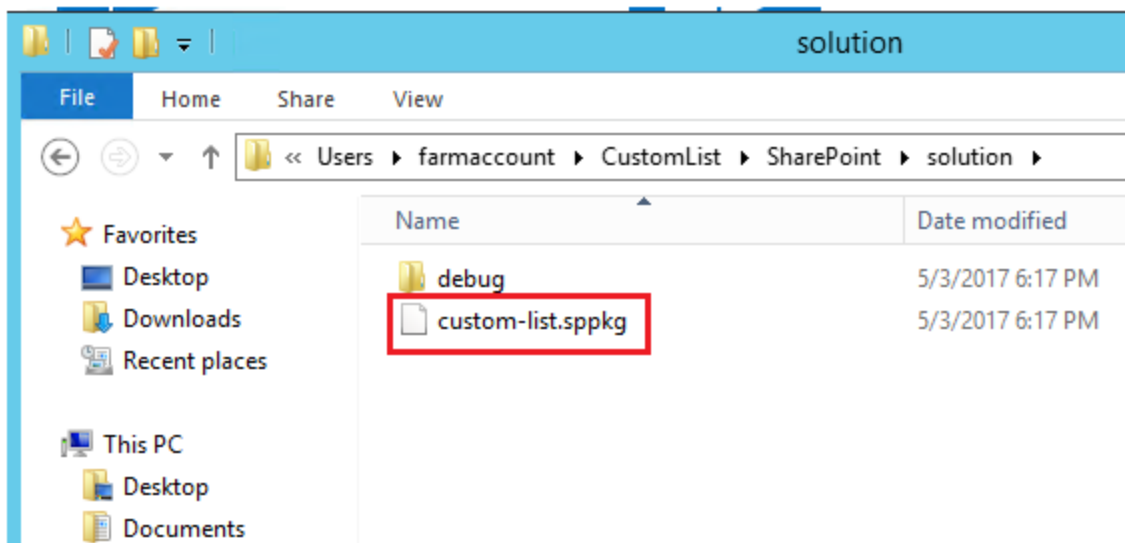 solution
File Home Share View
« Users farmaccount CustomList SharePoint solution
Name Date modified
Favorites
Desktop
Downloads
Recent places
This PC
Desktop
Documents
debug 5/3/2017 6:17 PM
custom-list.sppkg 5/3/2017 6:17 PM